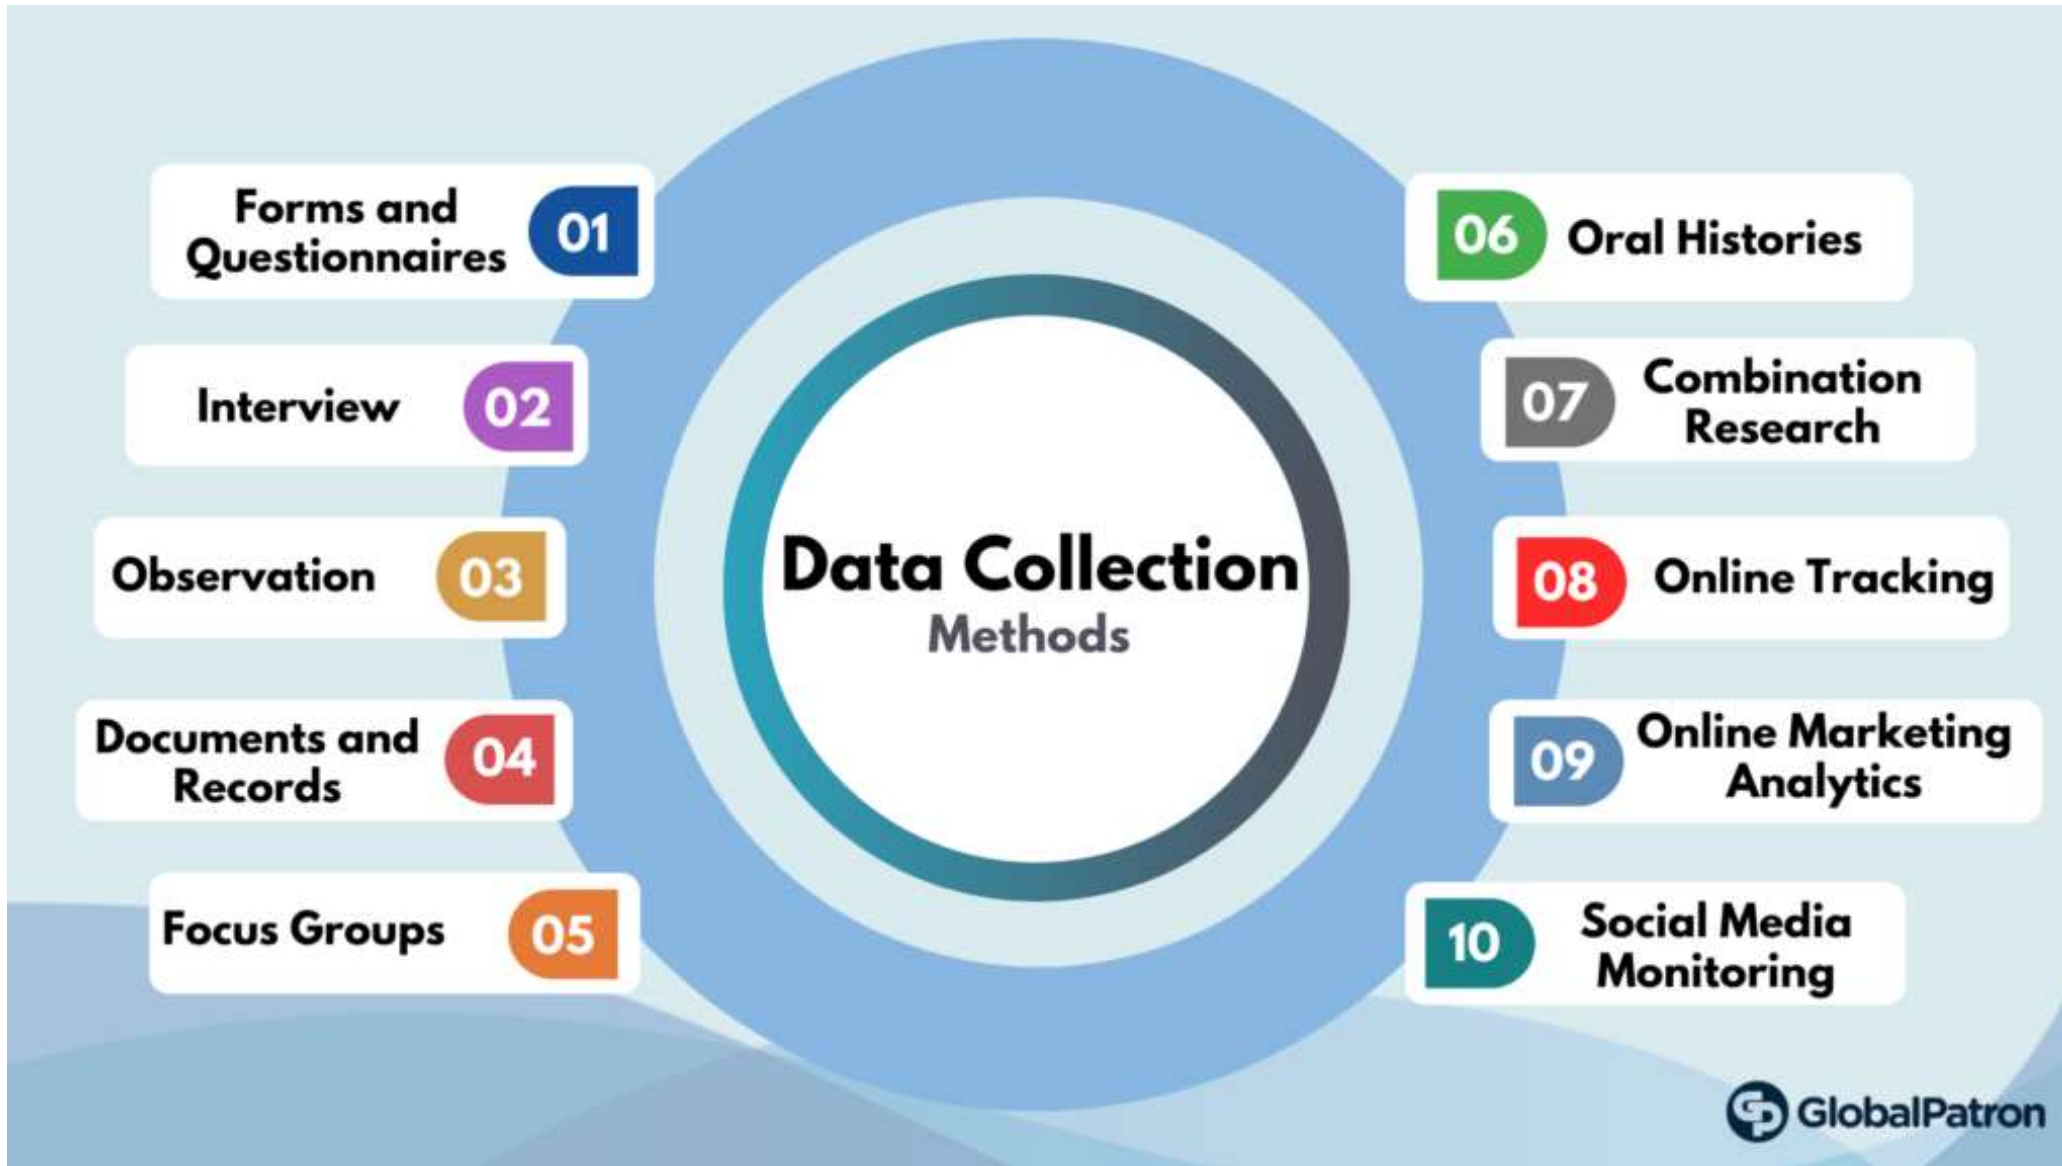 Forms and
Questionnaires
01
Interview
02
Observation
03
Documents and
Records
04
Focus Groups
05
Data Collection
Methods
06
Oral Histories
07
Combination
Research
08
Online Tracking
09
Online Marketing
Analytics
10
Social Media
Monitoring
GP GlobalPatron